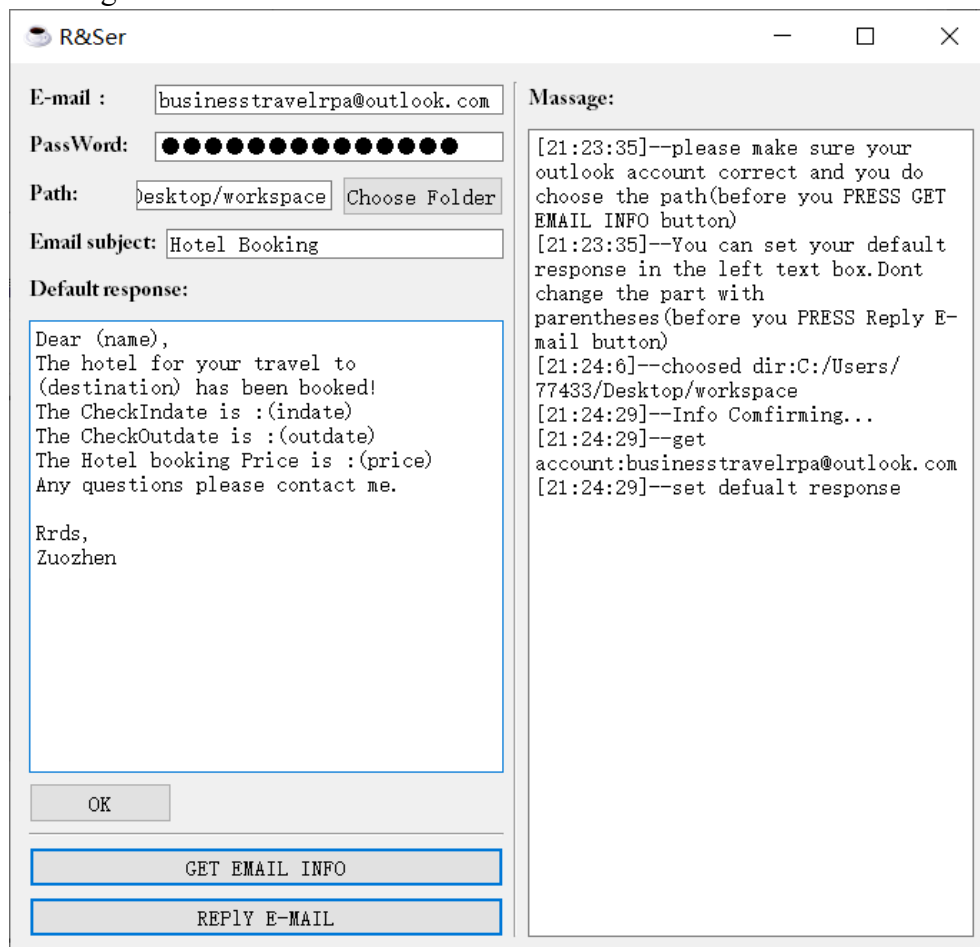 R&Ser
E-mail :
businesstravelrpa@outlook.com
PassWord:
●●●●●●●●●●●●●●
Path:
Desktop/workspace
Choose Folder
Email subject:
Hotel Booking
Default response:
Dear (name),
The hotel for your travel to
(destination) has been booked!
The CheckIndate is :(indate)
The CheckOutdate is :(outdate)
The Hotel booking Price is :(price)
Any questions please contact me.
Rrds,
Zuozhen
OK
GET EMAIL INFO
REPlY E-MAIL
Massage:
[21:23:35]--please make sure your
outlook account correct and you do
choose the path(before you PRESS GET
EMAIL INFO button)
[21:23:35]--You can set your default
response in the left text box.Dont
change the part with
parentheses(before you PRESS Reply E-
mail button)
[21:24:6]--choosed dir:C:/Users/
77433/Desktop/workspace
[21:24:29]--Info Comfirming...
[21:24:29]--get
account:businesstravelrpa@outlook.com
[21:24:29]--set defualt response